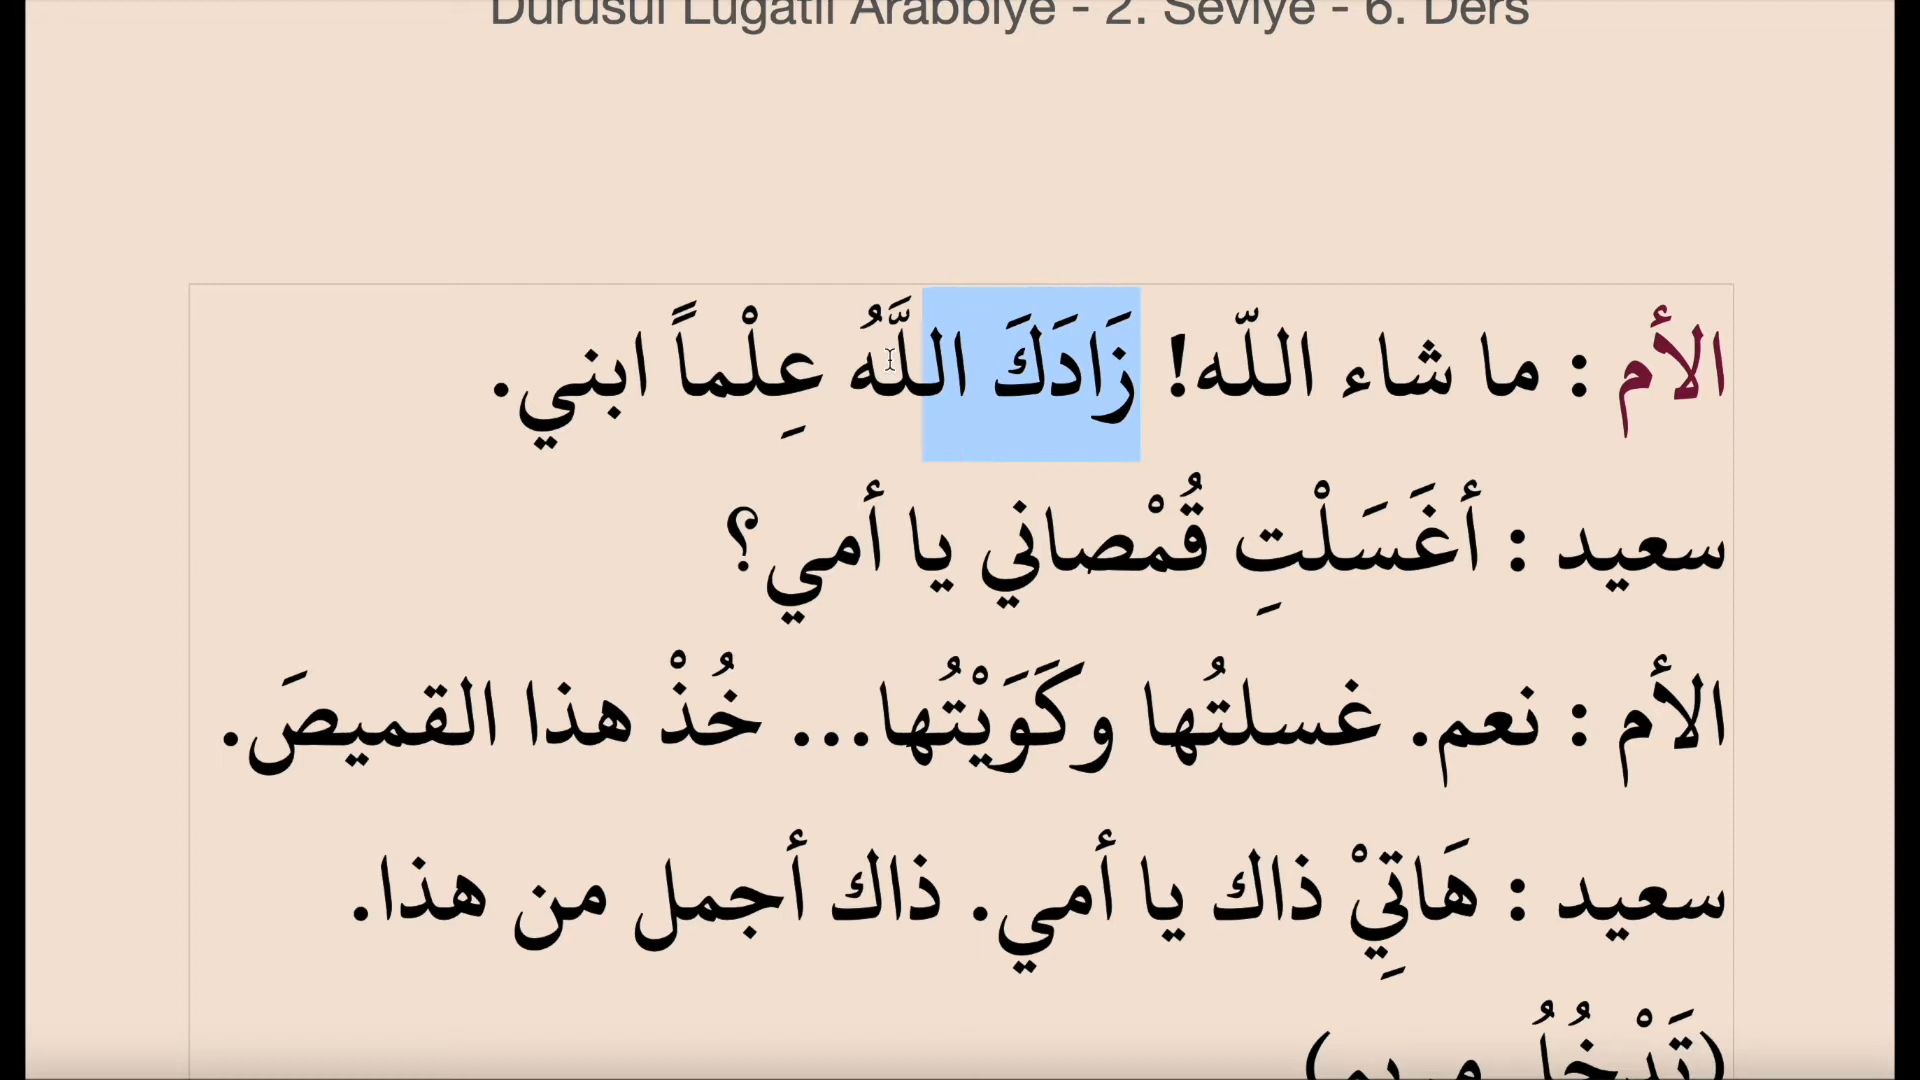 Durusul Lugatil Arabbiye - 2. Seviye - 6. Ders
الأم : ما شاء اللّه! زَادَكَ اللَّهُ عِلْماً ابني.
سعيد : أغَسَلْتِ قُمْصاني يا أمي؟
الأم : نعم. غسلتُها وكَوَيْتُها... خُذْ هذا القميصَ.
سعيد : هَاتِيْ ذاك يا أمي. ذاك أجمل من هذا.
(تَدْخُلُ مريم)